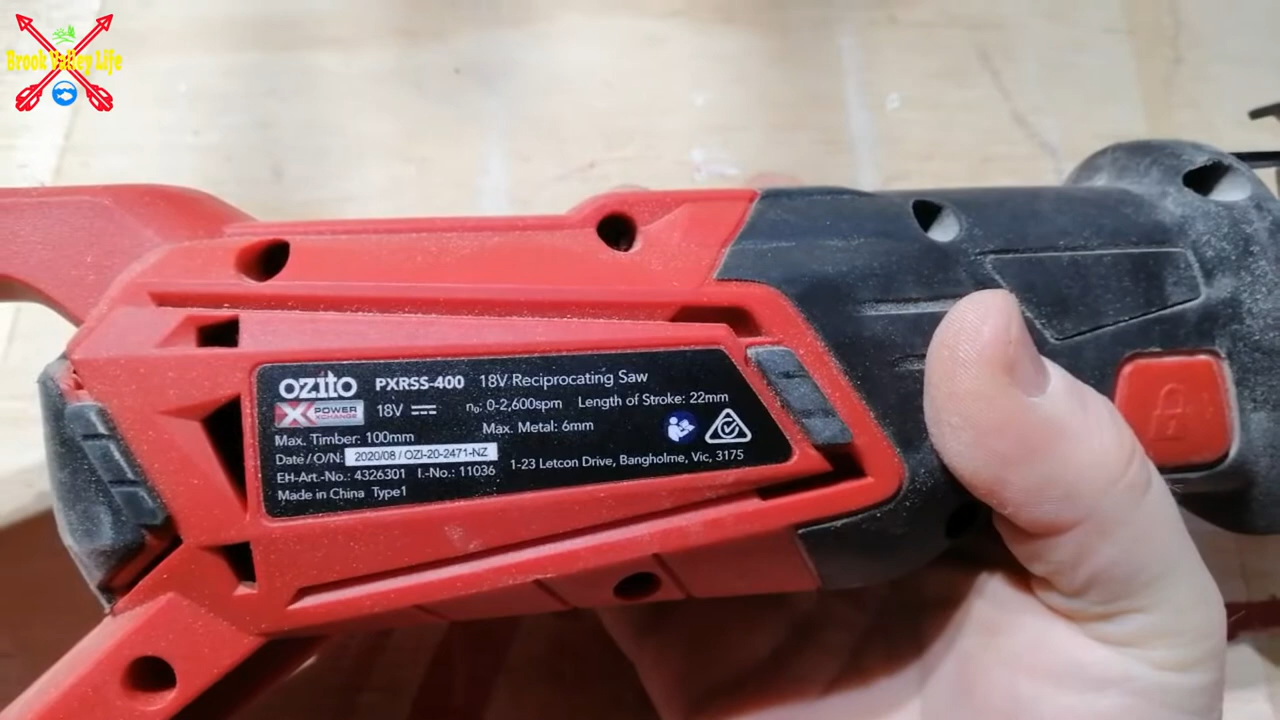 Brook Valley Life
ozito PXRSS-400 18V Reciprocating Saw
X POWER XCHANGE 18V n₀: 0-2,600spm Length of Stroke: 22mm
Max. Timber: 100mm Max. Metal: 6mm
Date / O/N: 2020/08 / OZI-20-2471-NZ
EH-Art.-No.: 4326301 I.-No.: 11036 1-23 Letcon Drive, Bangholme, Vic, 3175
Made in China Type1